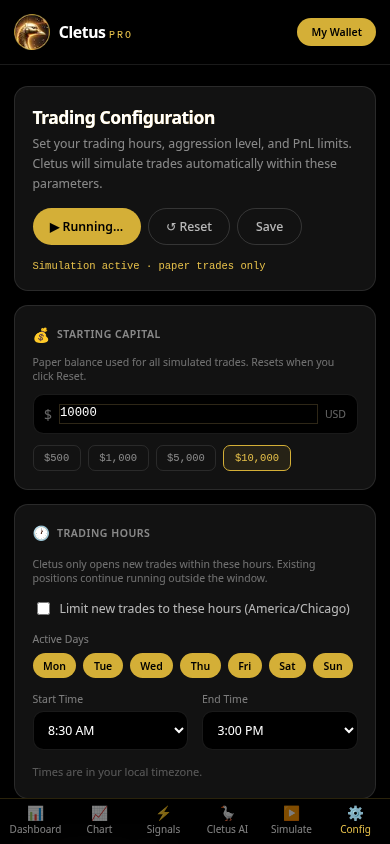 Cletus PRO
My Wallet
Trading Configuration
Set your trading hours, aggression level, and PnL limits.
Cletus will simulate trades automatically within these
parameters.
▶ Running...
↺ Reset
Save
Simulation active · paper trades only
STARTING CAPITAL
Paper balance used for all simulated trades. Resets when you
click Reset.
$ 10000 USD
$500 $1,000 $5,000 $10,000
TRADING HOURS
Cletus only opens new trades within these hours. Existing
positions continue running outside the window.
Limit new trades to these hours (America/Chicago)
Active Days
Mon Tue Wed Thu Fri Sat Sun
Start Time End Time
8:30 AM 3:00 PM
Times are in your local timezone.
Dashboard Chart Signals Cletus AI Simulate Config